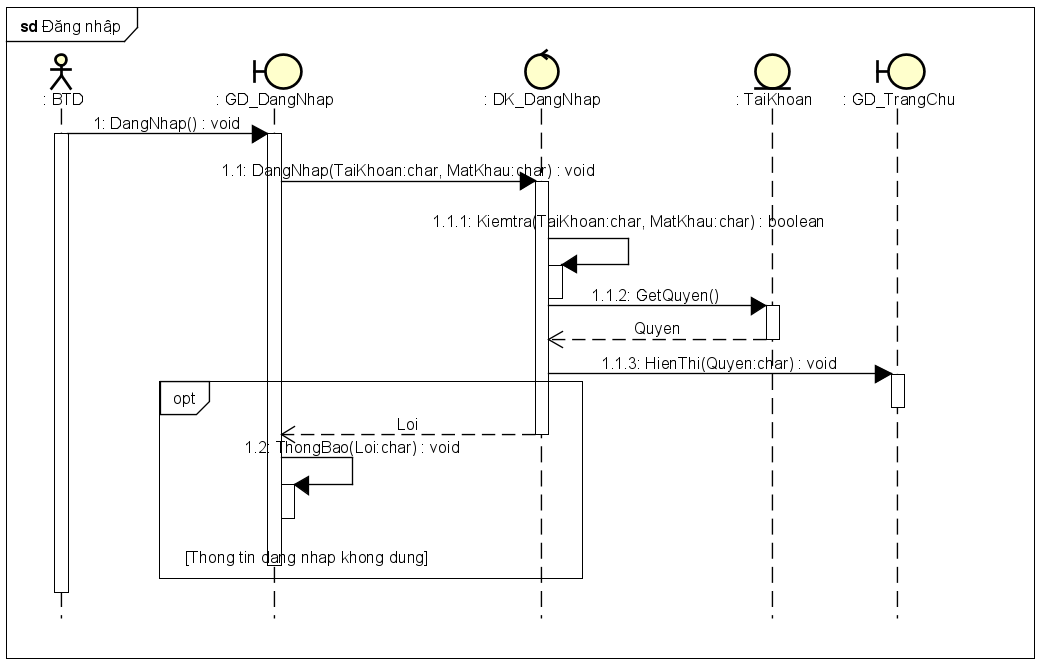 sd Đăng nhập
: BTD
: GD_DangNhap
: DK_DangNhap
: TaiKhoan
: GD_TrangChu
1: DangNhap() : void
1.1: DangNhap(TaiKhoan:char, MatKhau:char) : void
1.1.1: Kiemtra(TaiKhoan:char, MatKhau:char) : boolean
1.1.2: GetQuyen()
Quyen
1.1.3: HienThi(Quyen:char) : void
opt
Loi
1.2: ThongBao(Loi:char) : void
[Thong tin dang nhap khong dung]